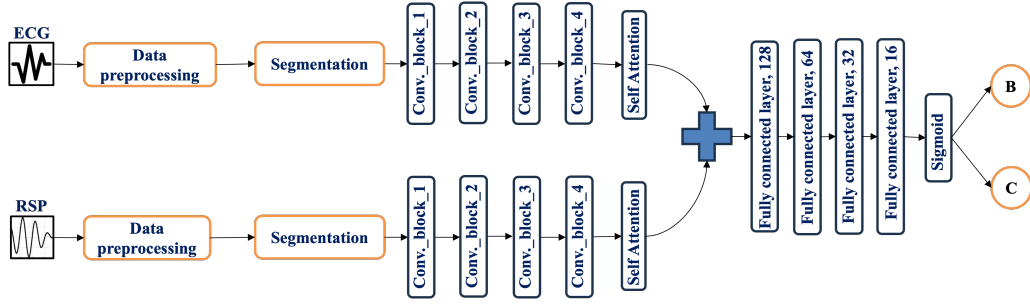 ECG
Data
preprocessing
Segmentation
Conv._block_1
Conv._block_2
Conv._block_3
Conv._block_4
Self Attention
RSP
Data
preprocessing
Segmentation
Conv._block_1
Conv._block_2
Conv._block_3
Conv._block_4
Self Attention
Fully connected layer, 128
Fully connected layer, 64
Fully connected layer, 32
Fully connected layer, 16
Sigmoid
B
C